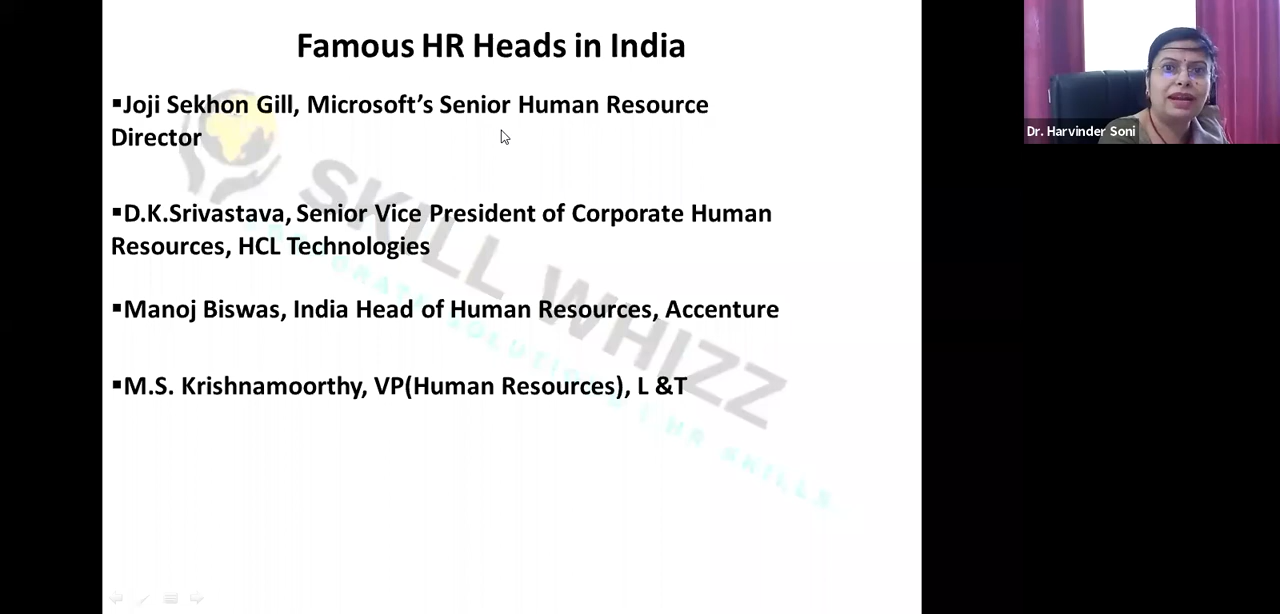 Famous HR Heads in India
▪Joji Sekhon Gill, Microsoft's Senior Human Resource
Director
▪D.K.Srivastava, Senior Vice President of Corporate Human
Resources, HCL Technologies
▪Manoj Biswas, India Head of Human Resources, Accenture
▪M.S. Krishnamoorthy, VP(Human Resources), L &T
SKILL WHIZZ
Dr. Harvinder Soni